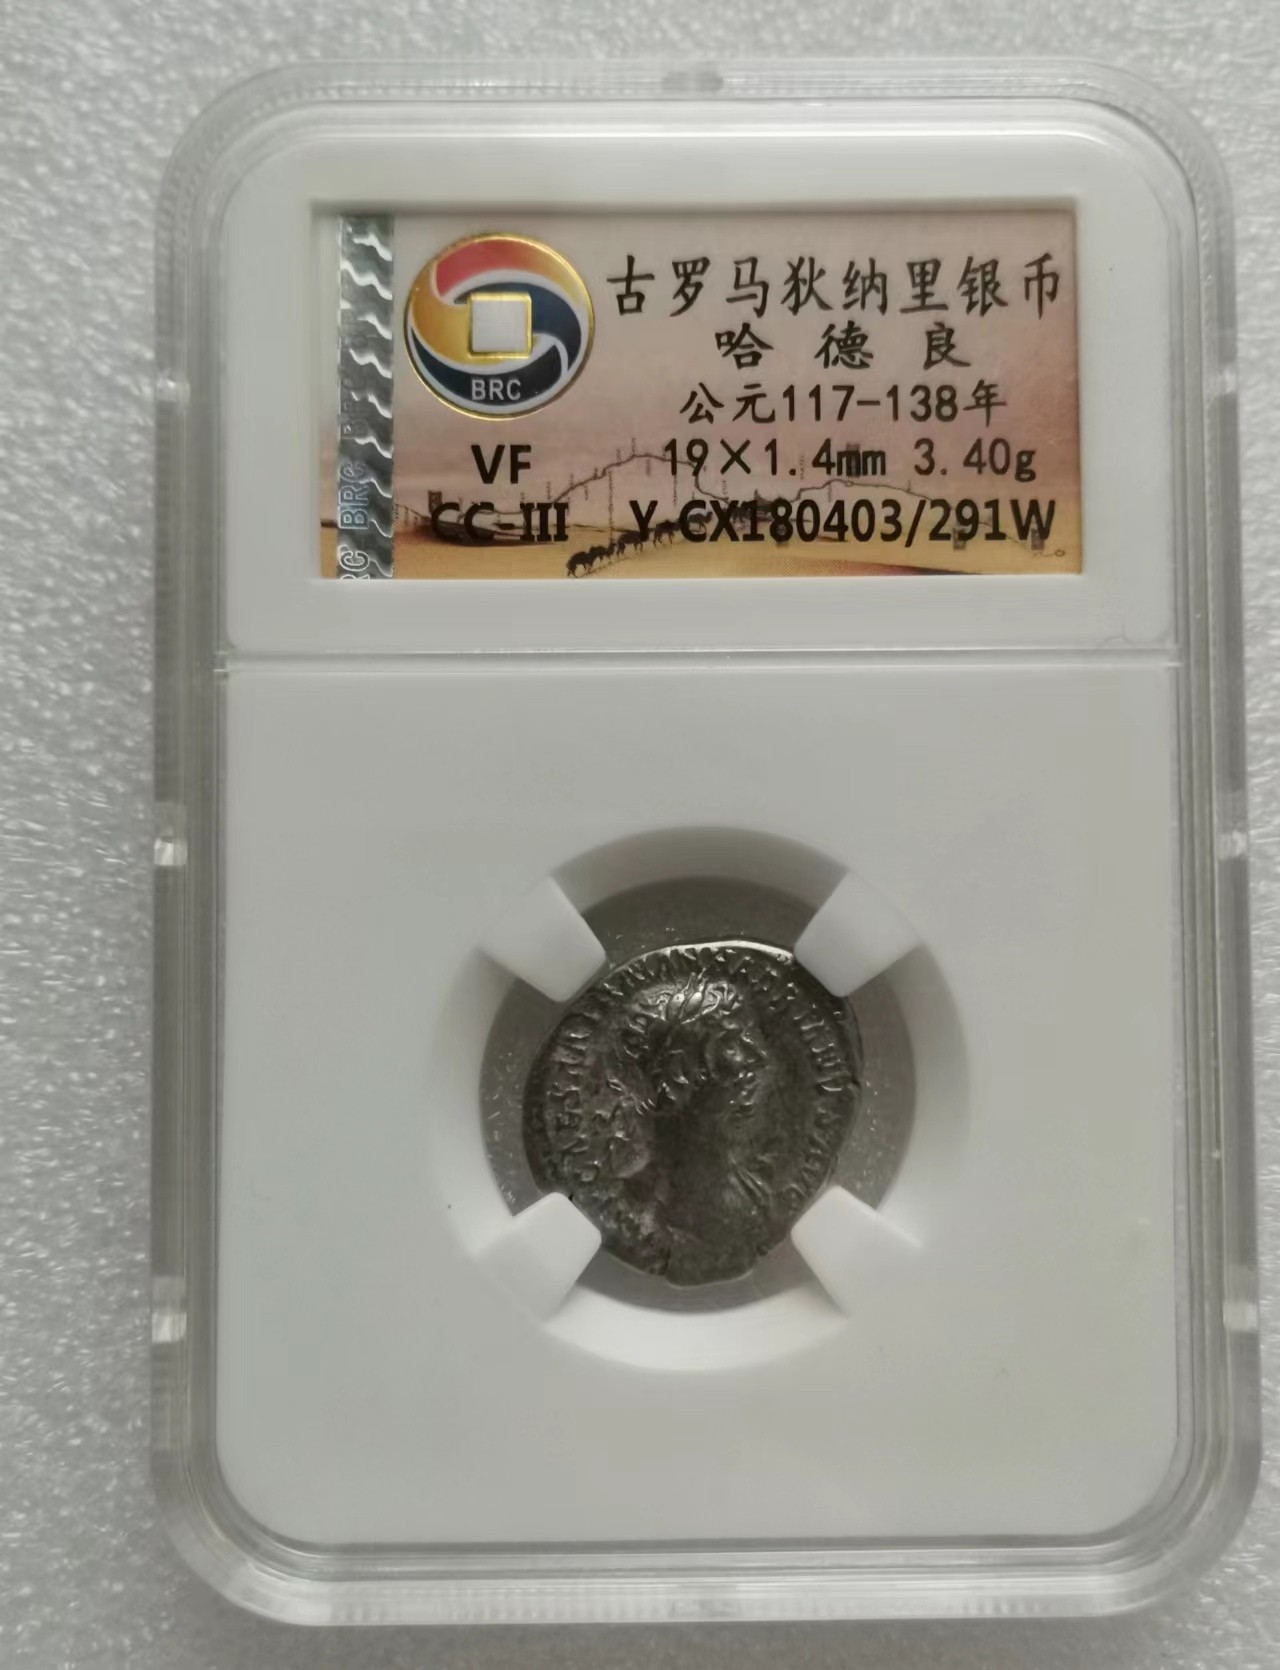 古罗马狄纳里银币
哈德良
公元117-138年
BRC
VF
19×1.4mm 3.40g
CC-III
Y CX180403/291W
BRC